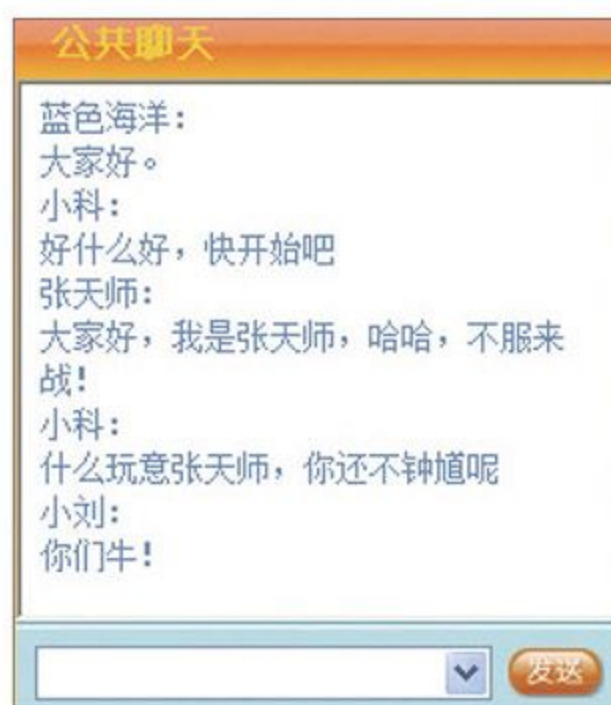 公共聊天
蓝色海洋：
大家好。
小科：
好什么好，快开始吧
张天师：
大家好，我是张天师，哈哈，不服来
战！
小科：
什么玩意张天师，你还不钟馗呢
小刘：
你们牛！
发送